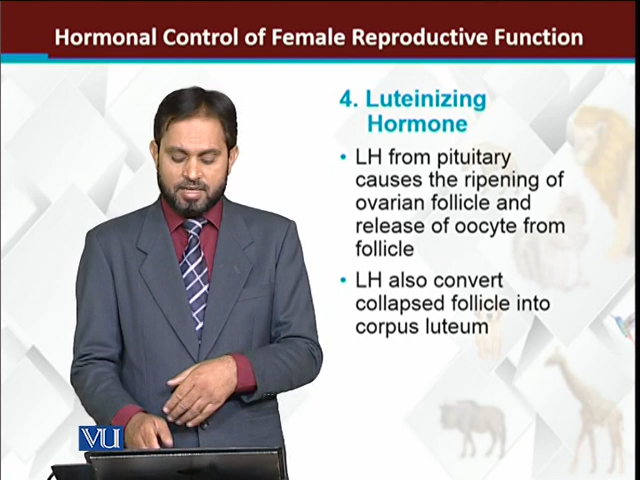 Hormonal Control of Female Reproductive Function
4. Luteinizing
Hormone
• LH from pituitary
causes the ripening of
ovarian follicle and
release of oocyte from
follicle
• LH also convert
collapsed follicle into
corpus luteum
VU